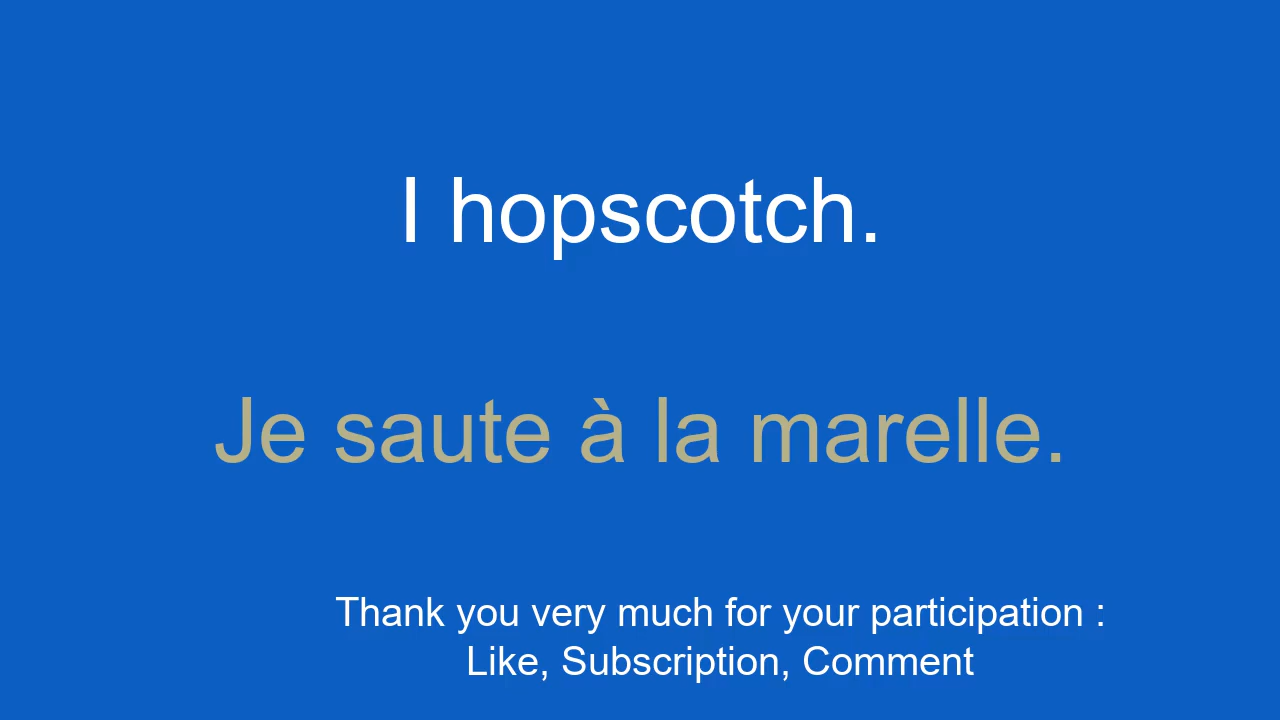 I hopscotch.
Je saute à la marelle.
Thank you very much for your participation :
Like, Subscription, Comment